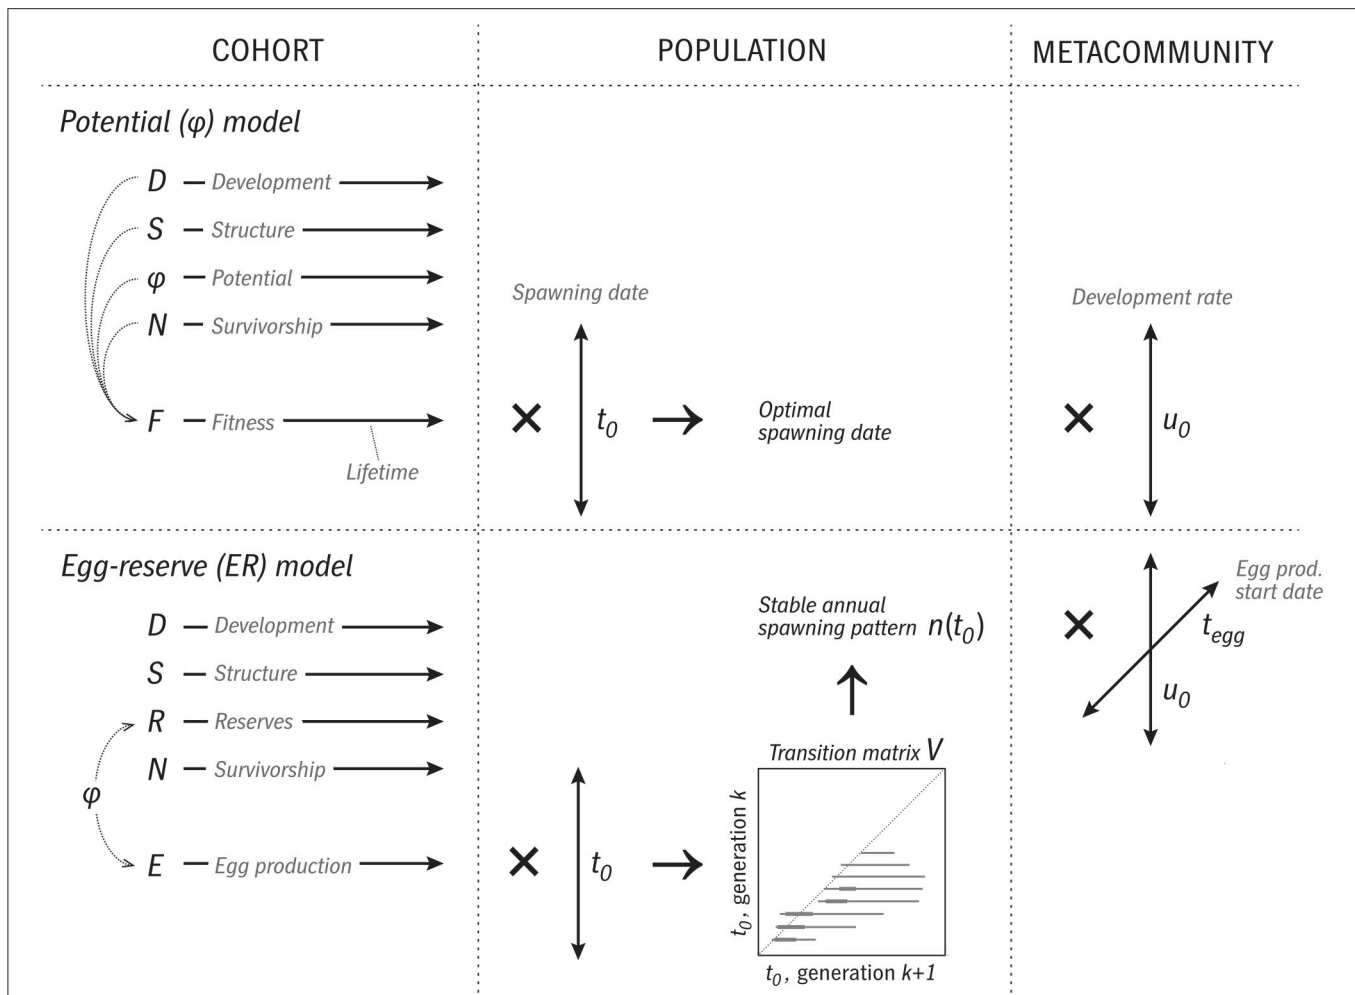 COHORT
POPULATION
METACOMMUNITY
Potential (φ) model
D — Development
S — Structure
φ — Potential
N — Survivorship
F — Fitness
Lifetime
Spawning date
× t0
Optimal
spawning date
Development rate
× u0
Egg-reserve (ER) model
D — Development
S — Structure
R — Reserves
N — Survivorship
φ
E — Egg production
× t0
Stable annual
spawning pattern n(t0)
Transition matrix V
t0, generation k
t0, generation k+1
Egg prod.
start date
× tegg
u0